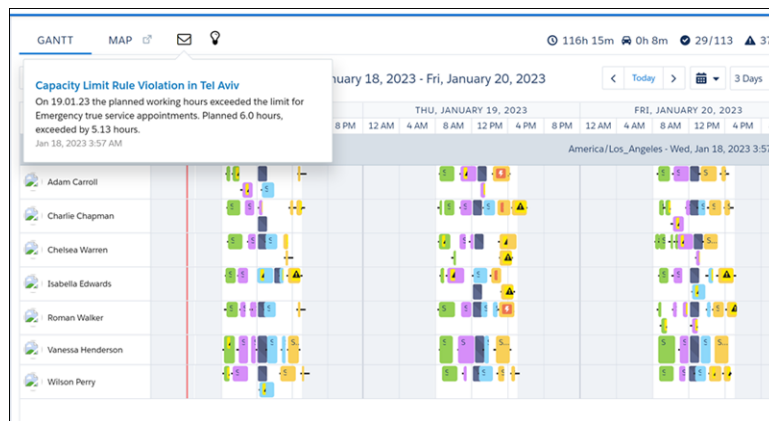 GANTT MAP 116h 15m 0h 8m 29/113 37
Capacity Limit Rule Violation in Tel Aviv
On 19.01.23 the planned working hours exceeded the limit for
Emergency true service appointments. Planned 6.0 hours,
exceeded by 5.13 hours.
Jan 18, 2023 3:57 AM
nuary 18, 2023 - Fri, January 20, 2023 Today 3 Days
THU, JANUARY 19, 2023 FRI, JANUARY 20, 2023
8 PM 12 AM 4 AM 8 AM 12 PM 4 PM 8 PM 12 AM 4 AM 8 AM 12 PM 4 PM
America/Los_Angeles - Wed, Jan 18, 2023 3:57
Adam Carroll
Charlie Chapman
Chelsea Warren
Isabella Edwards
Roman Walker
Vanessa Henderson
Wilson Perry